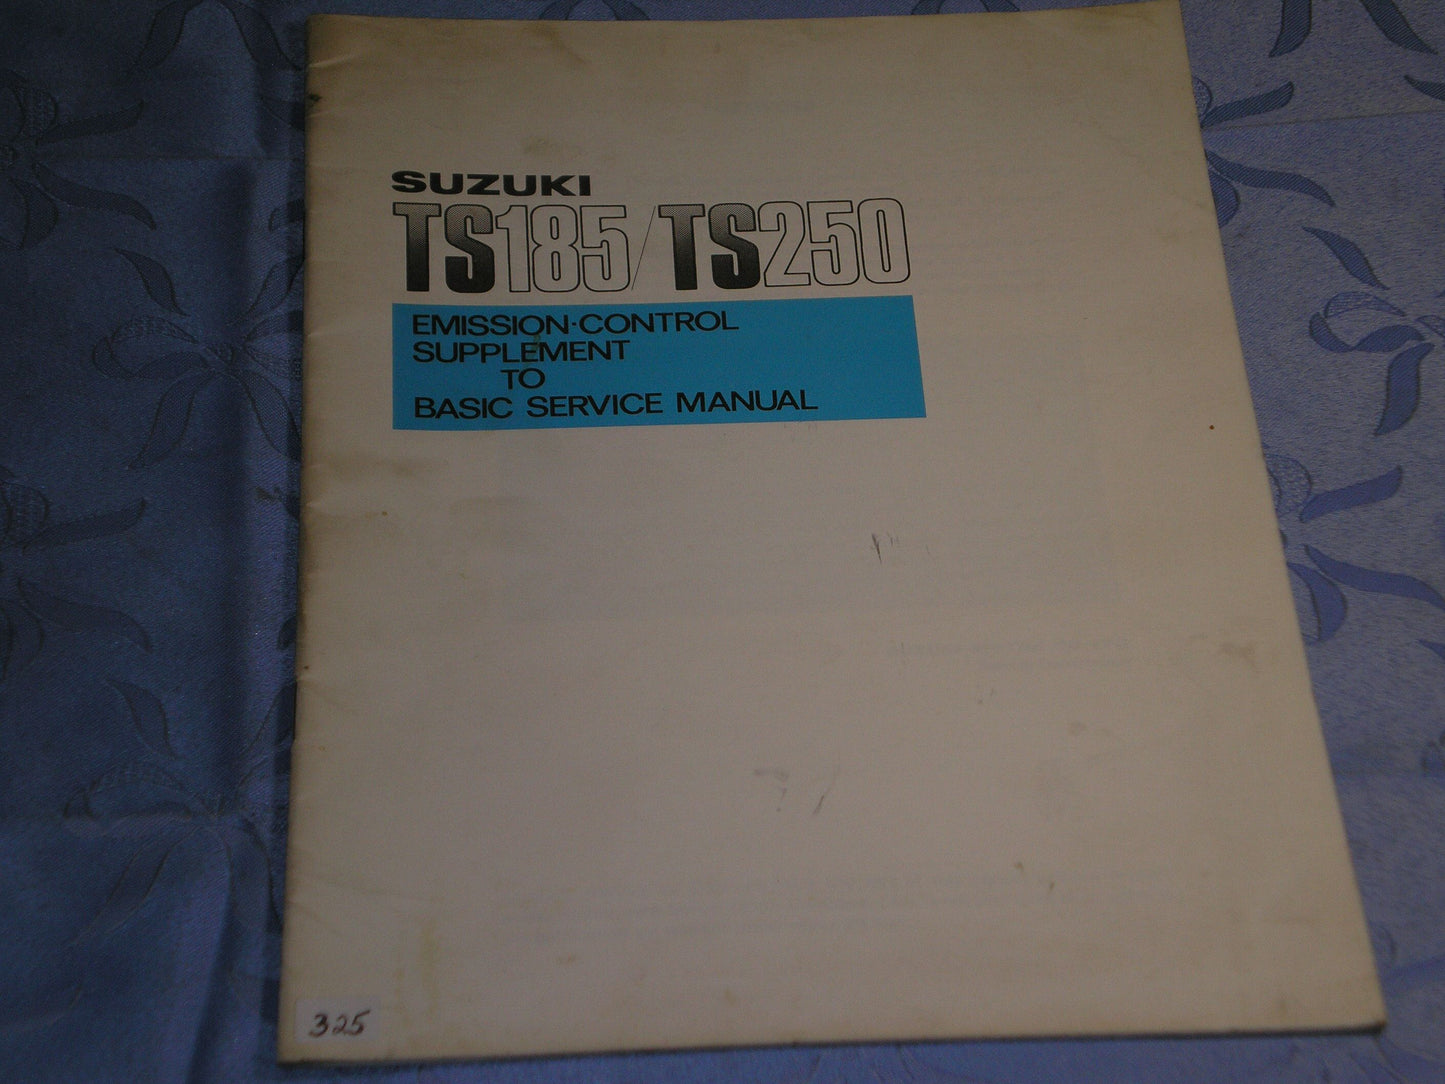 SUZUKI
TS185/TS250
EMISSION·CONTROL
SUPPLEMENT
TO
BASIC SERVICE MANUAL
325